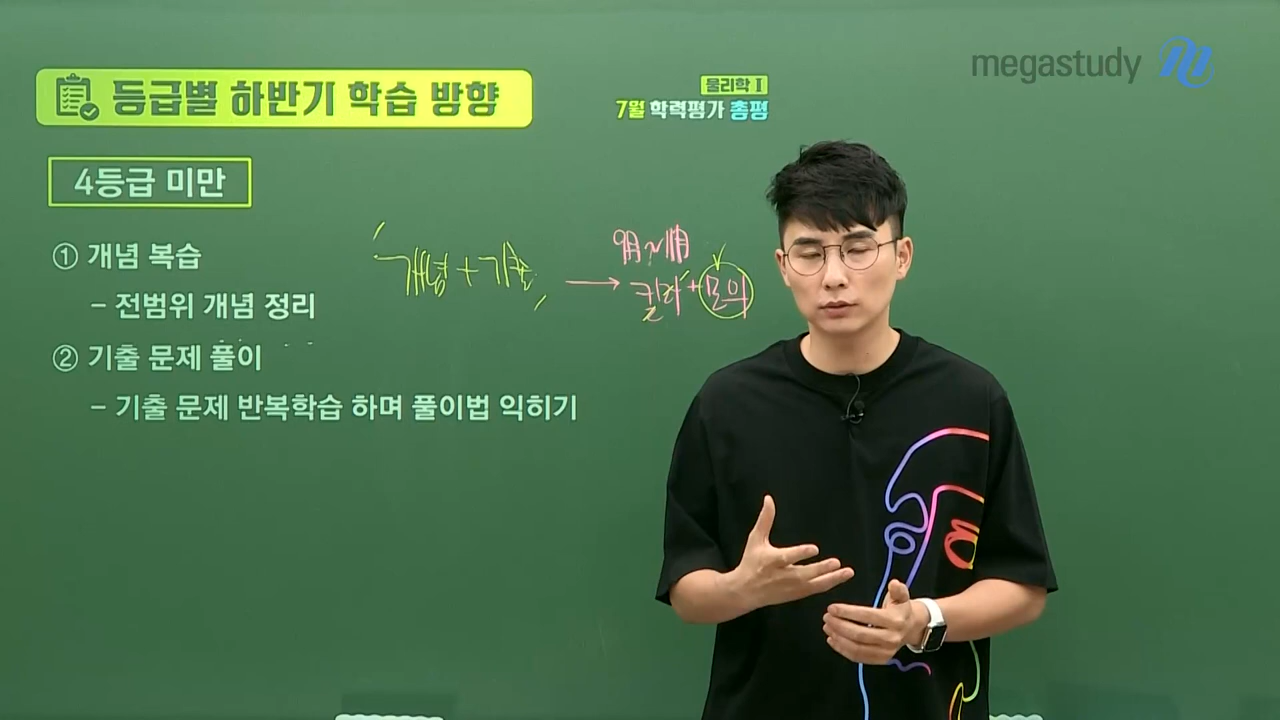 megastudy
등급별 하반기 학습 방향
물리학 Ⅰ
7월 학력평가 총평
4등급 미만
① 개념 복습
– 전범위 개념 정리
② 기출 문제 풀이
– 기출 문제 반복학습 하며 풀이법 익히기
개념 + 기출 →
킬러 + 모의